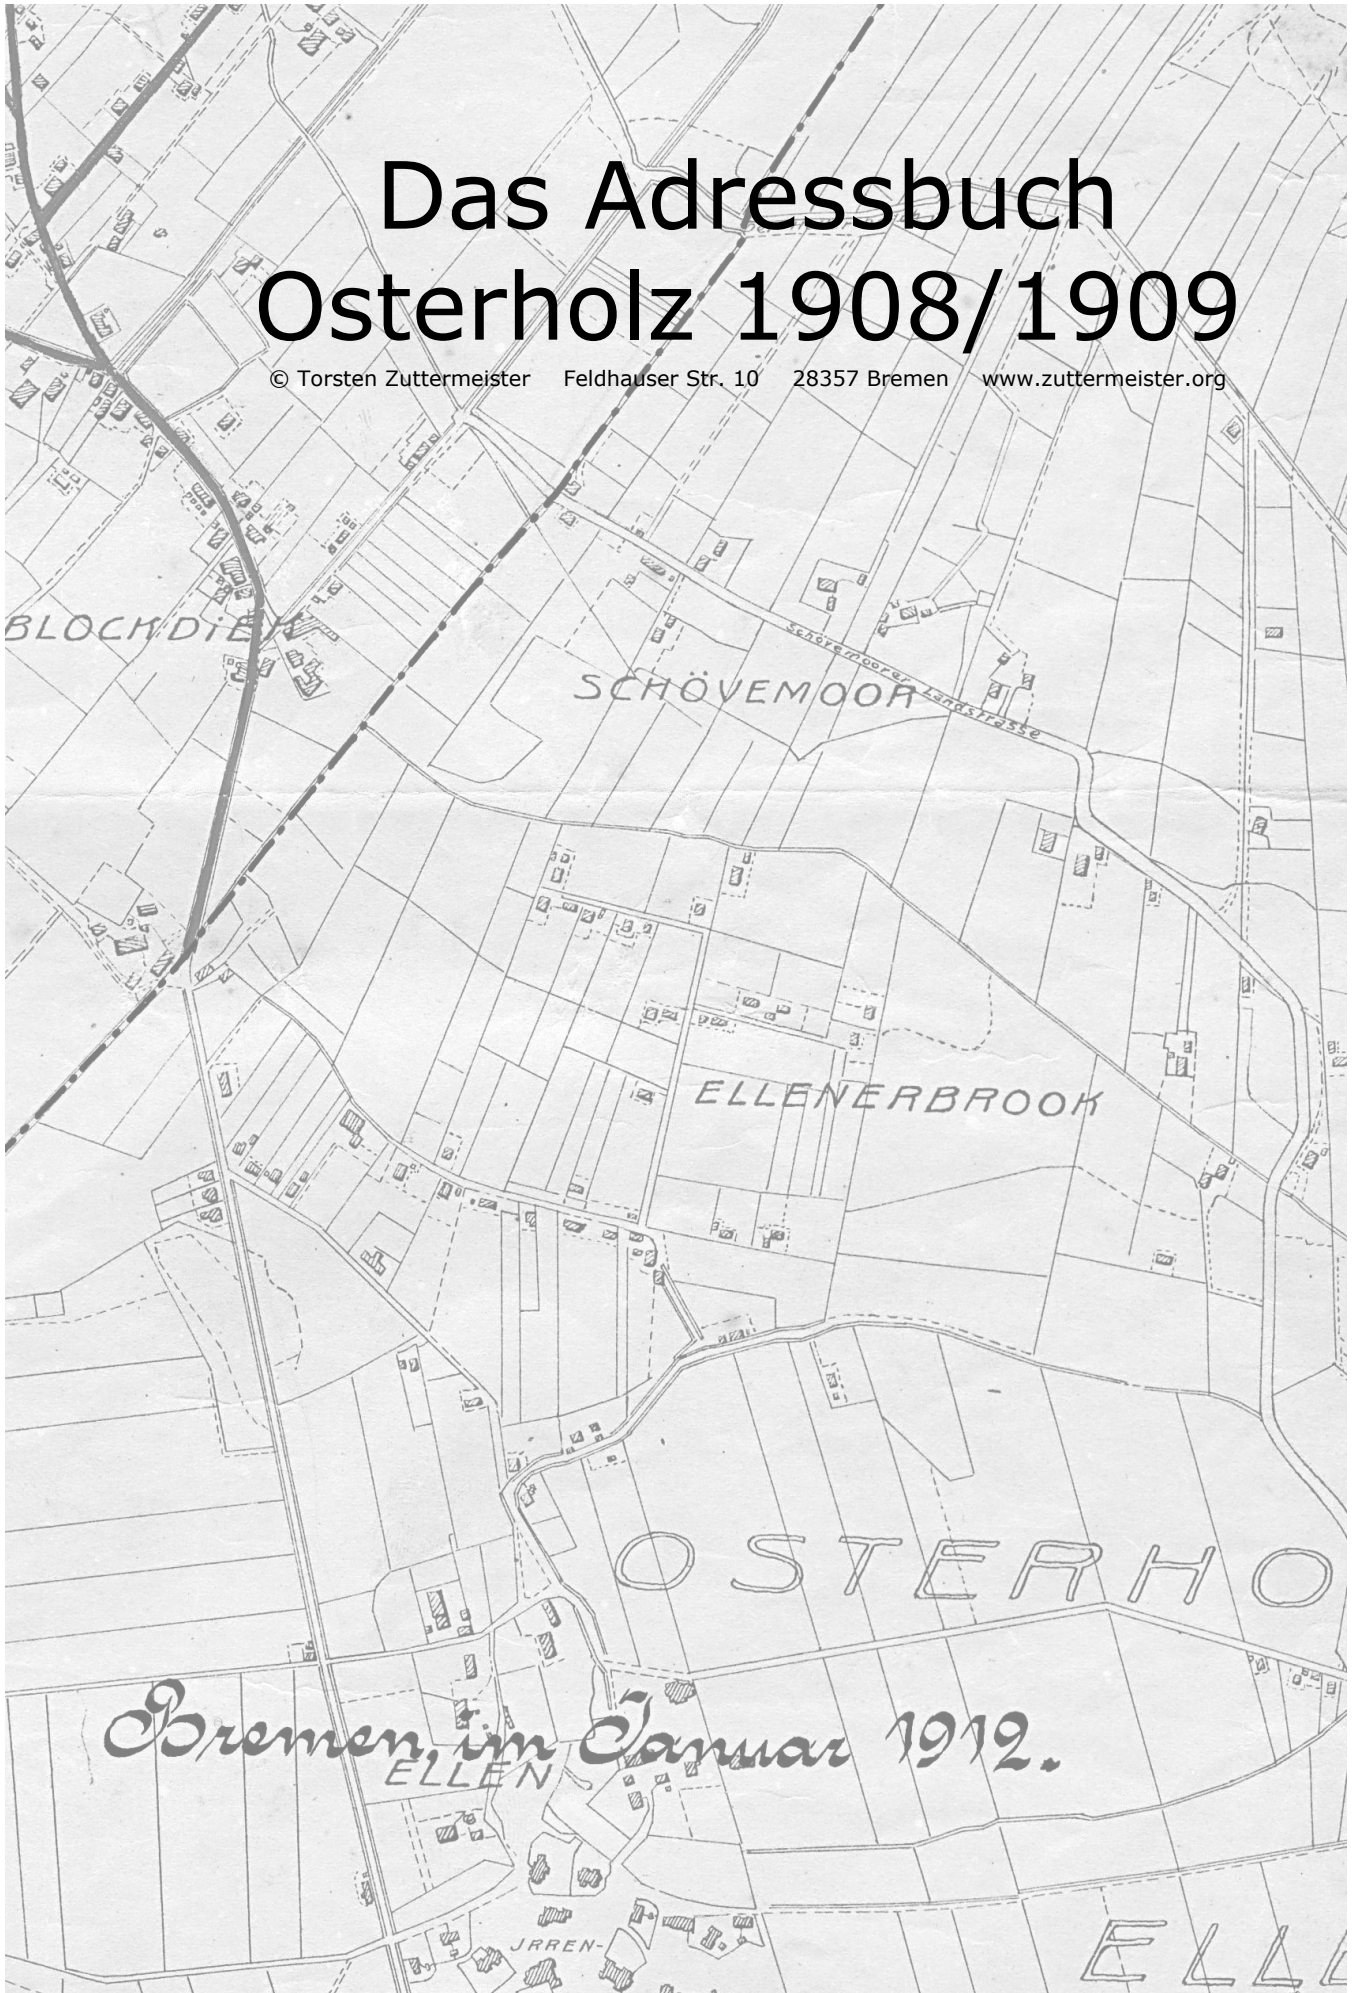 Das Adressbuch
Osterholz 1908/1909
© Torsten Zuttermeister Feldhauser Str. 10 28357 Bremen www.zuttermeister.org
BLOCKDIEK
SCHÖVEMOOR
Schövemoorer Landstrasse
ELLENERBROOK
OSTERHO
Bremen, im Januar 1912.
ELLEN
JRREN-
ELL